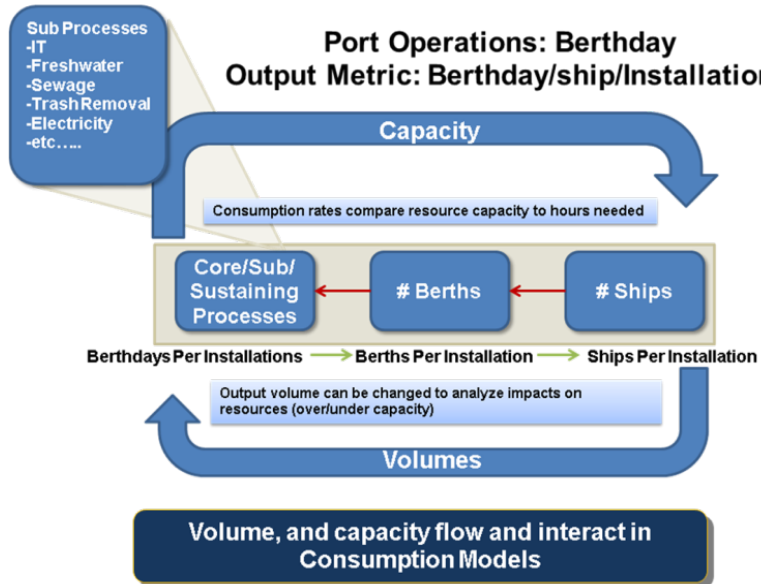 Sub Processes
-IT
-Freshwater
-Sewage
-Trash Removal
-Electricity
-etc…..
Port Operations: Berthday
Output Metric: Berthday/ship/Installation
Capacity
Consumption rates compare resource capacity to hours needed
Core/Sub/
Sustaining
Processes
# Berths
# Ships
Berthdays Per Installations
Berths Per Installation
Ships Per Installation
Output volume can be changed to analyze impacts on
resources (over/under capacity)
Volumes
Volume, and capacity flow and interact in
Consumption Models